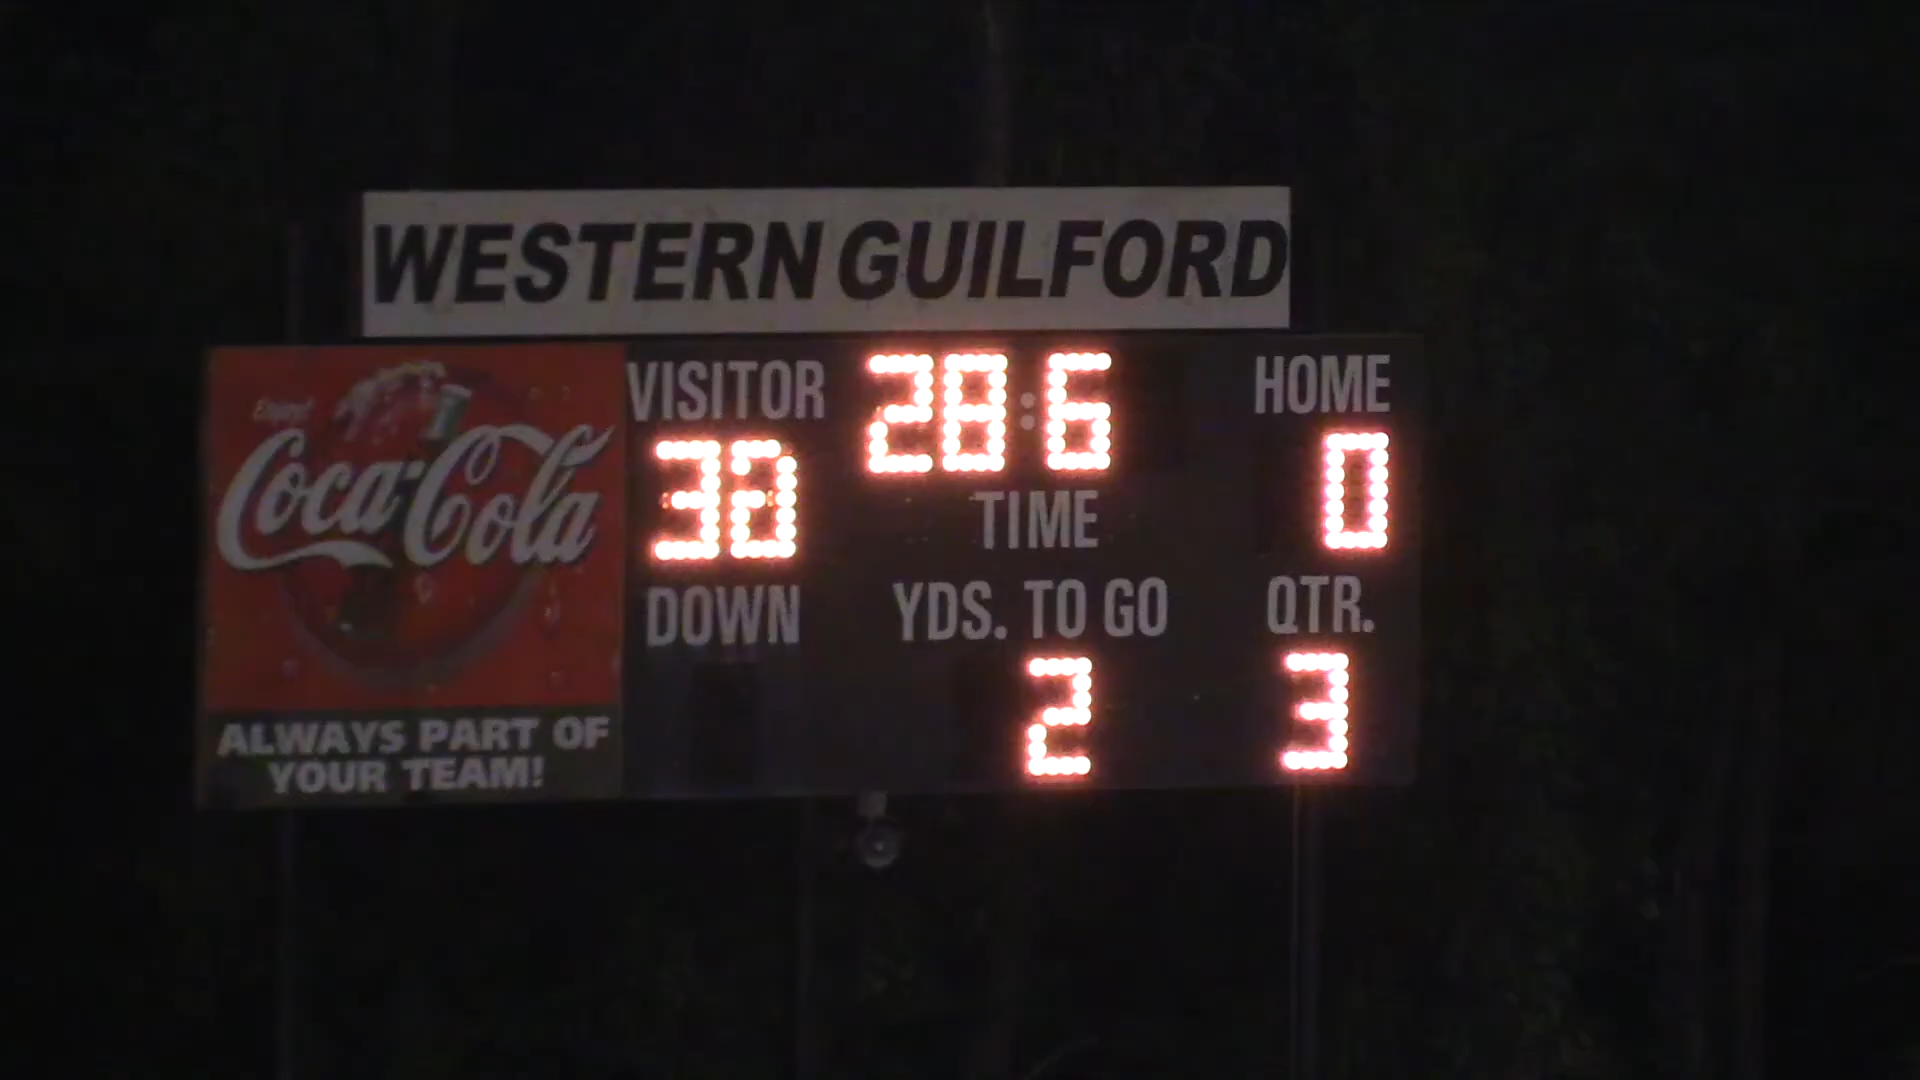 WESTERN GUILFORD
Enjoy
Coca-Cola
ALWAYS PART OF
YOUR TEAM!
VISITOR 28:6 HOME
0
TIME
DOWN YDS. TO GO QTR.
2 3